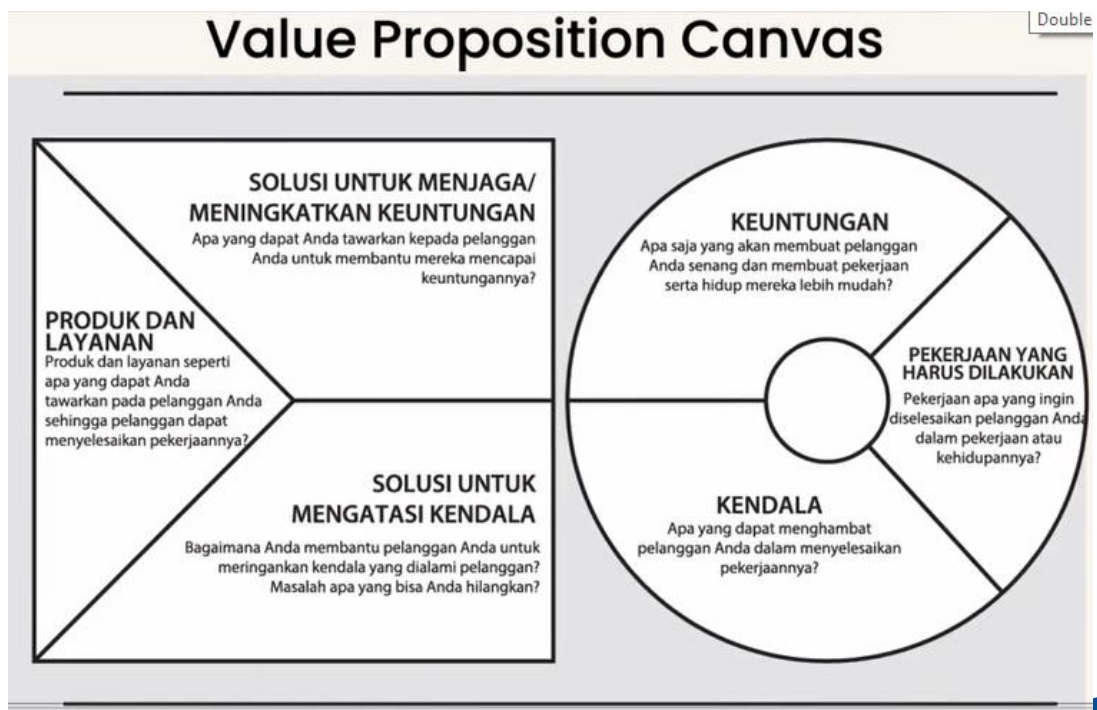 Value Proposition Canvas
Double
SOLUSI UNTUK MENJAGA/
MENINGKATKAN KEUNTUNGAN
Apa yang dapat Anda tawarkan kepada pelanggan
Anda untuk membantu mereka mencapai
keuntungannya?
PRODUK DAN
LAYANAN
Produk dan layanan seperti
apa yang dapat Anda
tawarkan pada pelanggan Anda
sehingga pelanggan dapat
menyelesaikan pekerjaannya?
SOLUSI UNTUK
MENGATASI KENDALA
Bagaimana Anda membantu pelanggan Anda untuk
meringankan kendala yang dialami pelanggan?
Masalah apa yang bisa Anda hilangkan?
KEUNTUNGAN
Apa saja yang akan membuat pelanggan
Anda senang dan membuat pekerjaan
serta hidup mereka lebih mudah?
PEKERJAAN YANG
HARUS DILAKUKAN
Pekerjaan apa yang ingin
diselesaikan pelanggan Anda
dalam pekerjaan atau
kehidupannya?
KENDALA
Apa yang dapat menghambat
pelanggan Anda dalam menyelesaikan
pekerjaannya?